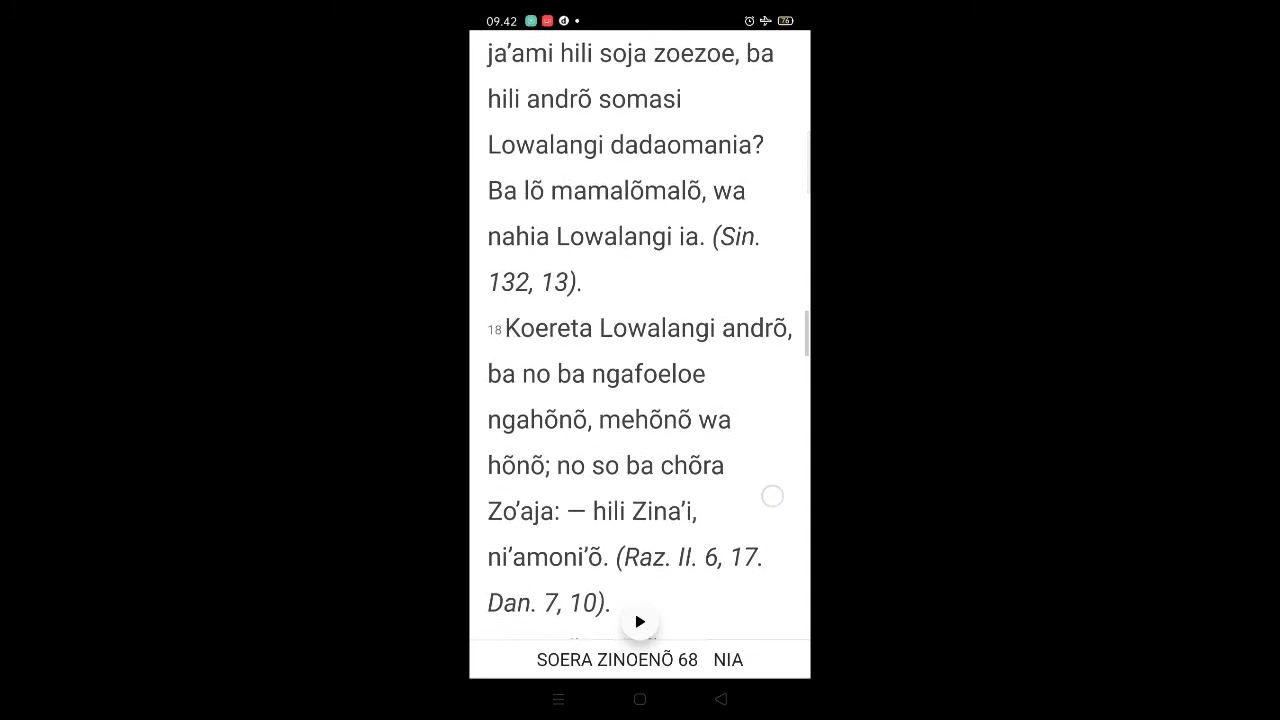 09.42
76
ja’ami hili soja zoezoe, ba
hili andrõ somasi
Lowalangi dadaomania?
Ba lõ mamalõmalõ, wa
nahia Lowalangi ia. (Sin.
132, 13).
18 Koereta Lowalangi andrõ,
ba no ba ngafoeloe
ngahõnõ, mehõnõ wa
hõnõ; no so ba chõra
Zo’aja: — hili Zina’i,
ni’amoni’õ. (Raz. II. 6, 17.
Dan. 7, 10).
SOERA ZINOENÕ 68 NIA